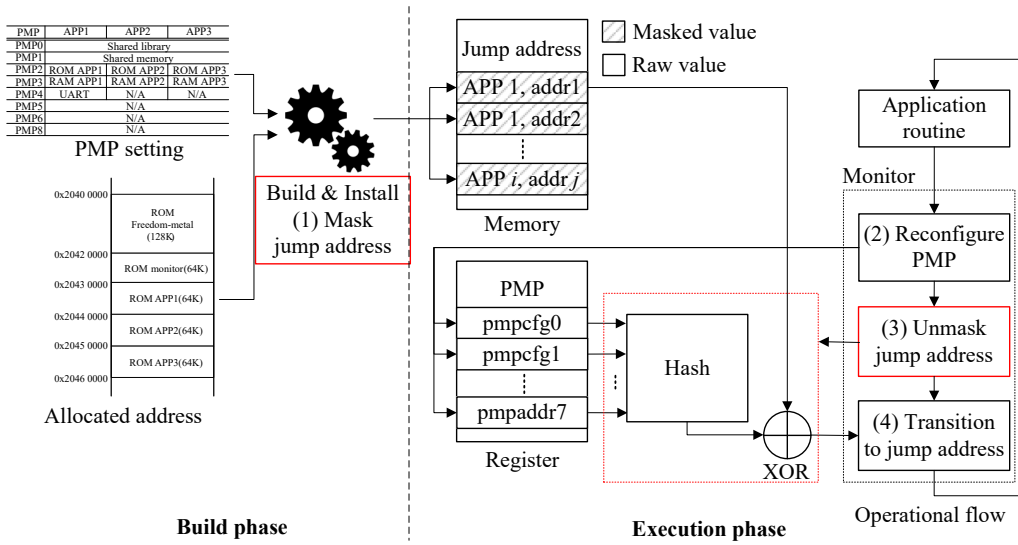 PMP APP1 APP2 APP3
PMP0 Shared library
PMP1 Shared memory
PMP2 ROM APP1 ROM APP2 ROM APP3
PMP3 RAM APP1 RAM APP2 RAM APP3
PMP4 UART N/A N/A
PMP5
PMP6 N/A
PMP8 N/A
PMP setting
0x2040 0000
ROM
Freedom-metal
(128K)
0x2042 0000
ROM monitor(64K)
0x2043 0000
ROM APP1(64K)
0x2044 0000
ROM APP2(64K)
0x2045 0000
ROM APP3(64K)
0x2046 0000
Allocated address
Build & Install
(1) Mask
jump address
Build phase
Jump address
APP 1, addr1
APP 1, addr2
APP i, addr j
Memory
Masked value
Raw value
PMP
pmpcfg0
pmpcfg1
pmpaddr7
Register
Hash
XOR
Application
routine
Monitor
(2) Reconfigure
PMP
(3) Unmask
jump address
(4) Transition
to jump address
Operational flow
Execution phase